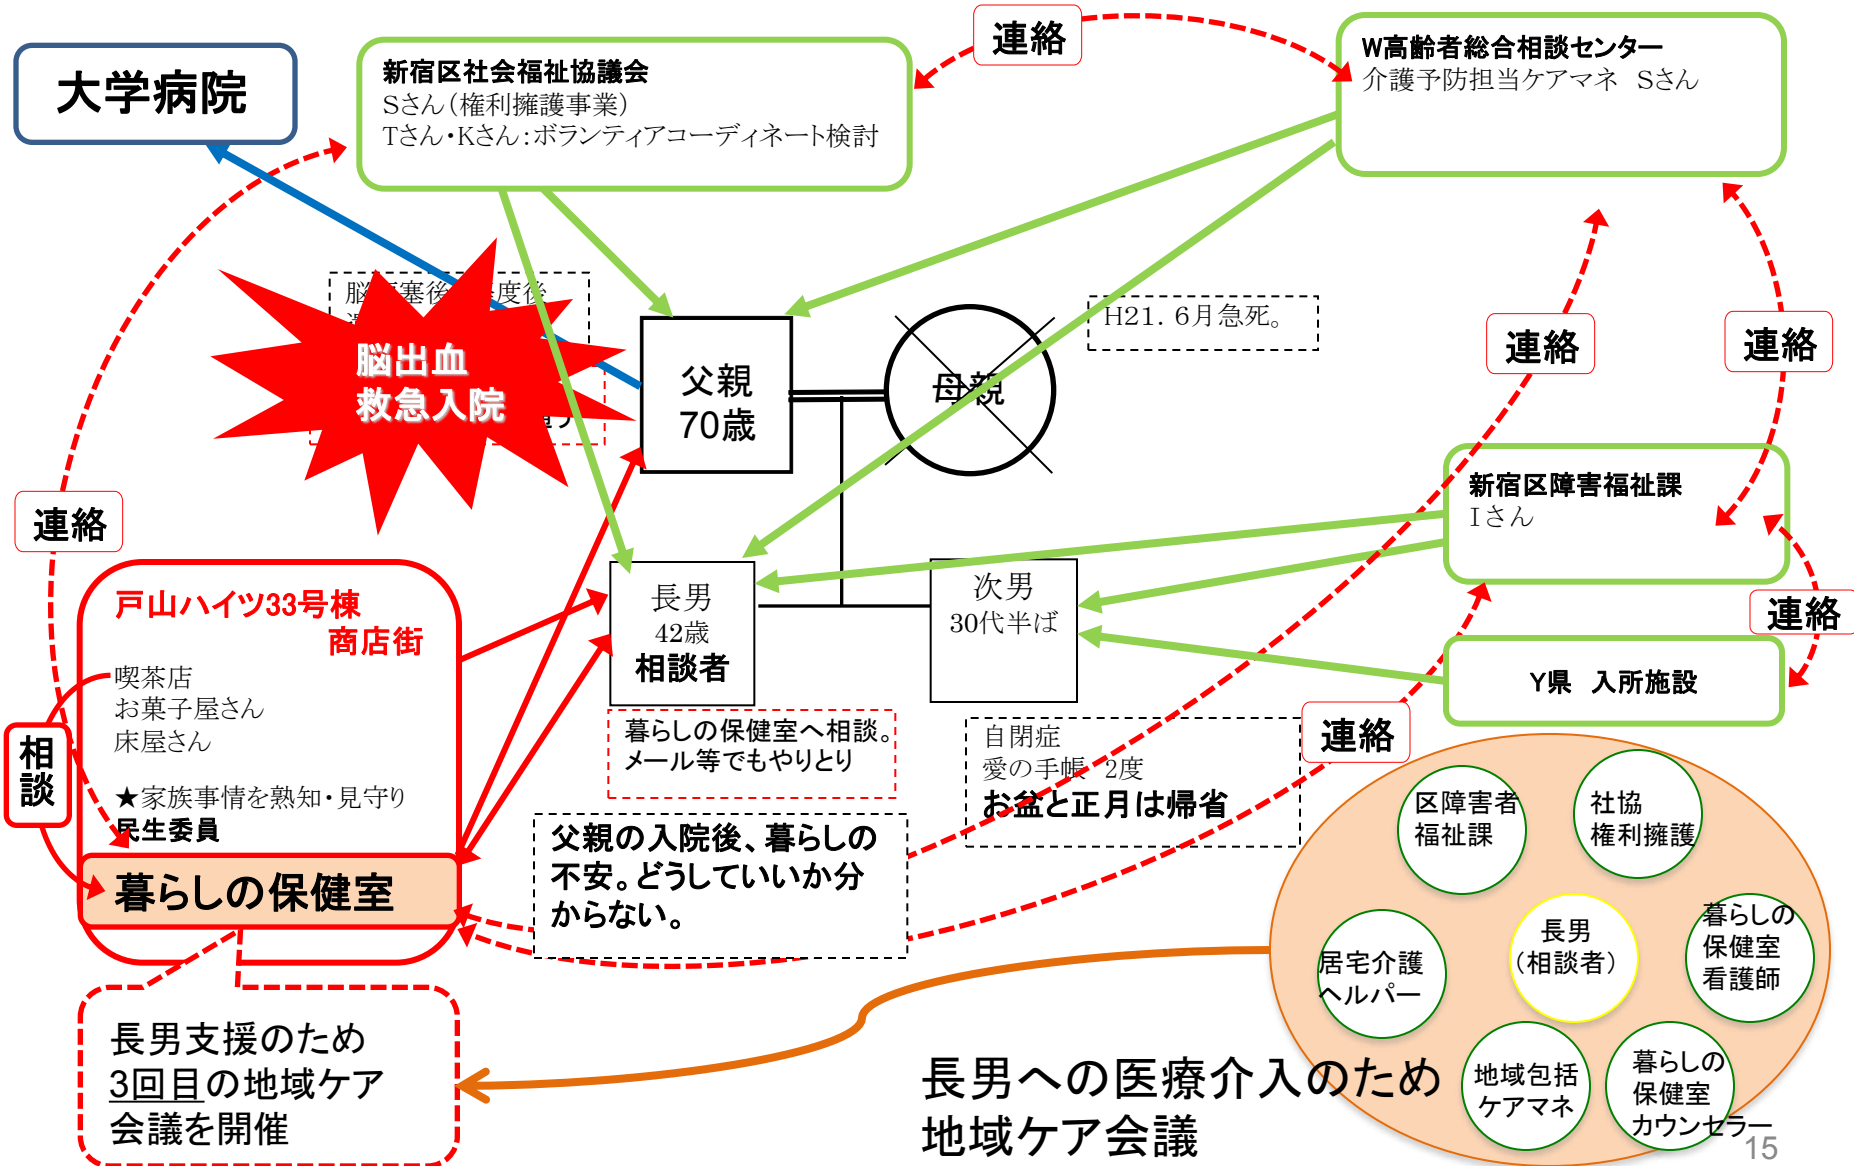 連絡
大学病院
新宿区社会福祉協議会
Sさん(権利擁護事業)
Tさん・Kさん:ボランティアコーディネート検討
W高齢者総合相談センター
介護予防担当ケアマネ Sさん
脳
塞後
度後
脳出血
救急入院
父親
70歳
母親
H21. 6月急死。
連絡
連絡
新宿区障害福祉課
Iさん
連絡
連絡
戸山ハイツ33号棟
商店街
喫茶店
お菓子屋さん
床屋さん
★家族事情を熟知・見守り
民生委員
相談
暮らしの保健室
長男
42歳
相談者
次男
30代半ば
Y県 入所施設
暮らしの保健室へ相談。
メール等でもやりとり
自閉症
愛の手帳 2度
お盆と正月は帰省
連絡
父親の入院後、暮らしの
不安。どうしていいか分
からない。
長男支援のため
3回目の地域ケア
会議を開催
区障害者
福祉課
社協
権利擁護
居宅介護
ヘルパー
長男
(相談者)
暮らしの
保健室
看護師
地域包括
ケアマネ
暮らしの
保健室
カウンセラー
長男への医療介入のため
地域ケア会議
15